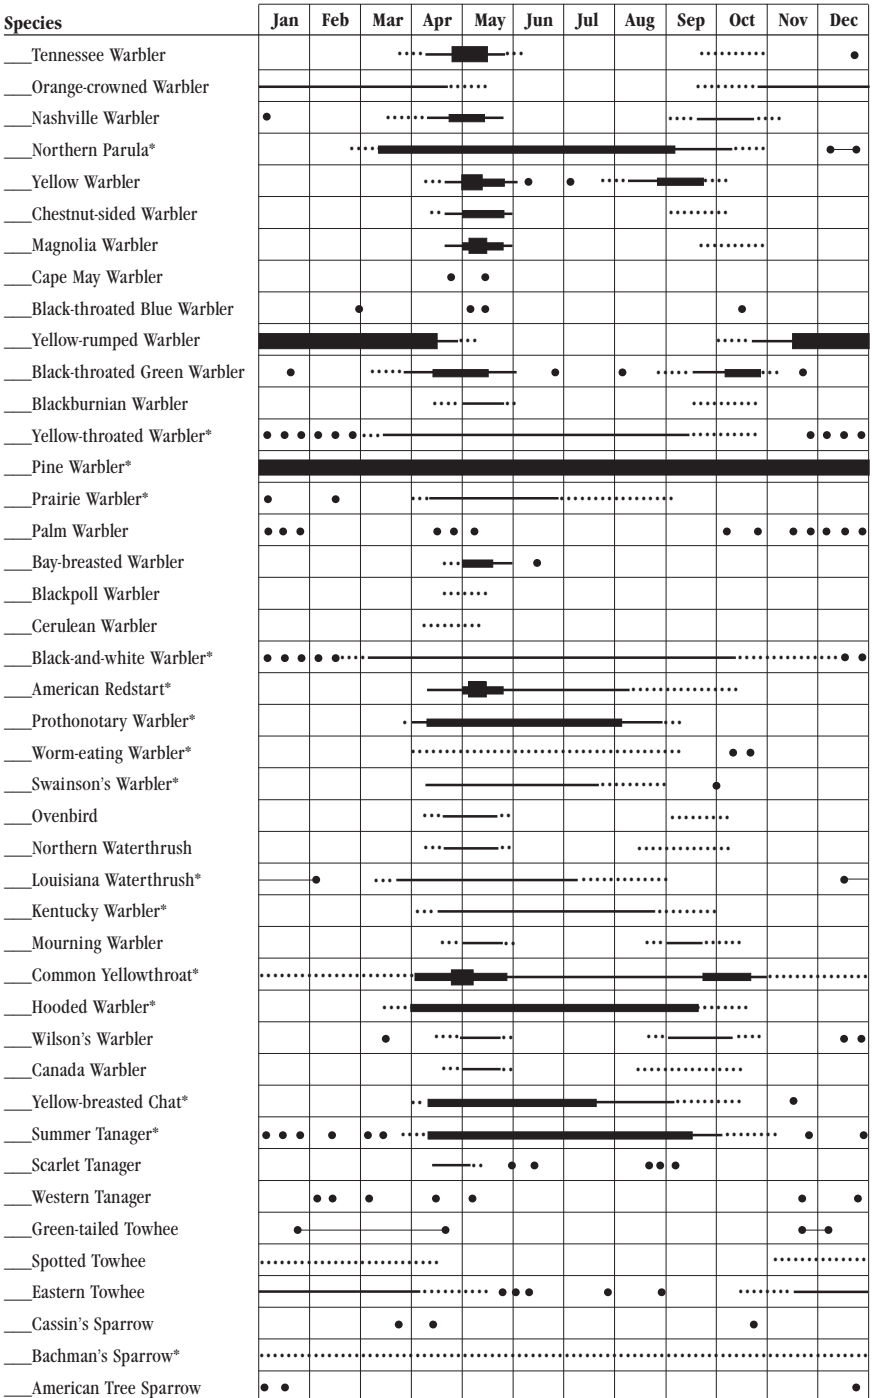 Species Jan Feb Mar Apr May Jun Jul Aug Sep Oct Nov Dec
___Tennessee Warbler
___Orange-crowned Warbler
___Nashville Warbler
___Northern Parula*
___Yellow Warbler
___Chestnut-sided Warbler
___Magnolia Warbler
___Cape May Warbler
___Black-throated Blue Warbler
___Yellow-rumped Warbler
___Black-throated Green Warbler
___Blackburnian Warbler
___Yellow-throated Warbler*
___Pine Warbler*
___Prairie Warbler*
___Palm Warbler
___Bay-breasted Warbler
___Blackpoll Warbler
___Cerulean Warbler
___Black-and-white Warbler*
___American Redstart*
___Prothonotary Warbler*
___Worm-eating Warbler*
___Swainson's Warbler*
___Ovenbird
___Northern Waterthrush
___Louisiana Waterthrush*
___Kentucky Warbler*
___Mourning Warbler
___Common Yellowthroat*
___Hooded Warbler*
___Wilson's Warbler
___Canada Warbler
___Yellow-breasted Chat*
___Summer Tanager*
___Scarlet Tanager
___Western Tanager
___Green-tailed Towhee
___Spotted Towhee
___Eastern Towhee
___Cassin's Sparrow
___Bachman's Sparrow*
___American Tree Sparrow